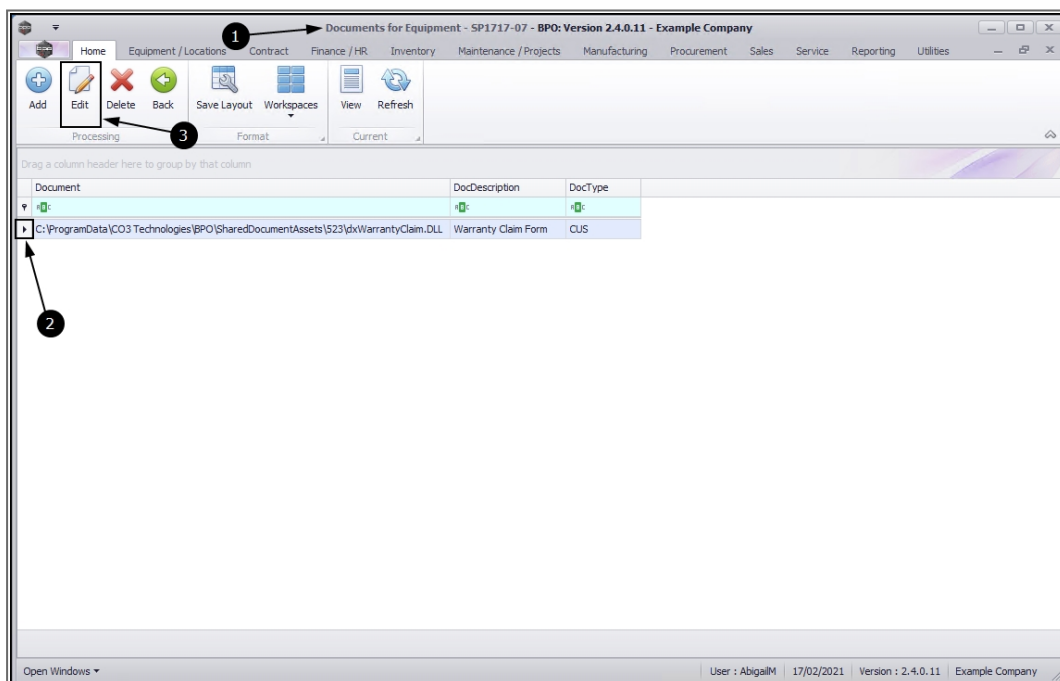 1
Documents for Equipment - SP1717-07 - BPO: Version 2.4.0.11 - Example Company
Home Equipment / Locations Contract Finance / HR Inventory Maintenance / Projects Manufacturing Procurement Sales Service Reporting Utilities
Add Edit Delete Back Save Layout Workspaces View Refresh
3
Processing Format Current
Drag a column header here to group by that column
Document DocDescription DocType
C:\ProgramData\CO3 Technologies\BPO\SharedDocumentAssets\523\dxWarrantyClaim.DLL Warranty Claim Form CUS
2
Open Windows User : AbigailM 17/02/2021 Version : 2.4.0.11 Example Company